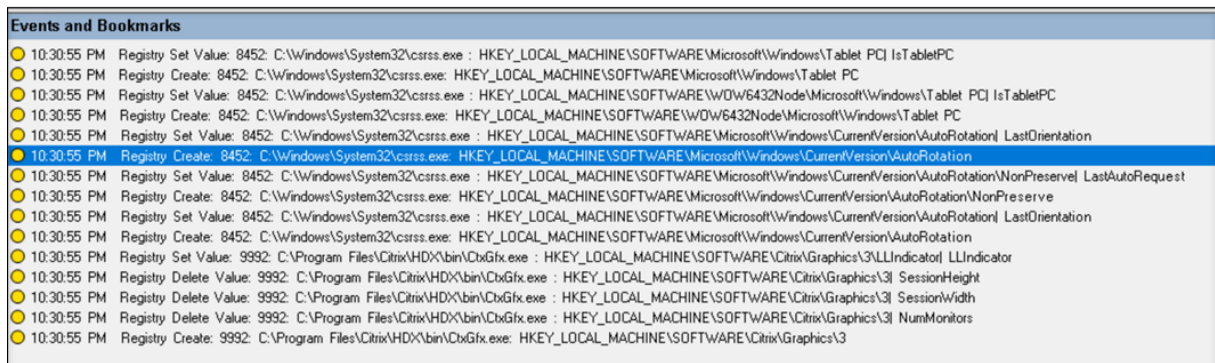 Events and Bookmarks
10:30:55 PM Registry Set Value: 8452: C:\Windows\System32\csrss.exe : HKEY_LOCAL_MACHINE\SOFTWARE\Microsoft\Windows\Tablet PC| IsTabletPC
10:30:55 PM Registry Create: 8452: C:\Windows\System32\csrss.exe: HKEY_LOCAL_MACHINE\SOFTWARE\Microsoft\Windows\Tablet PC
10:30:55 PM Registry Set Value: 8452: C:\Windows\System32\csrss.exe : HKEY_LOCAL_MACHINE\SOFTWARE\WOW6432Node\Microsoft\Windows\Tablet PC| IsTabletPC
10:30:55 PM Registry Create: 8452: C:\Windows\System32\csrss.exe: HKEY_LOCAL_MACHINE\SOFTWARE\WOW6432Node\Microsoft\Windows\Tablet PC
10:30:55 PM Registry Set Value: 8452: C:\Windows\System32\csrss.exe : HKEY_LOCAL_MACHINE\SOFTWARE\Microsoft\Windows\CurrentVersion\AutoRotation| LastOrientation
10:30:55 PM Registry Create: 8452: C:\Windows\System32\csrss.exe: HKEY_LOCAL_MACHINE\SOFTWARE\Microsoft\Windows\CurrentVersion\AutoRotation
10:30:55 PM Registry Set Value: 8452: C:\Windows\System32\csrss.exe : HKEY_LOCAL_MACHINE\SOFTWARE\Microsoft\Windows\CurrentVersion\AutoRotation\NonPreserve| LastAutoRequest
10:30:55 PM Registry Create: 8452: C:\Windows\System32\csrss.exe: HKEY_LOCAL_MACHINE\SOFTWARE\Microsoft\Windows\CurrentVersion\AutoRotation\NonPreserve
10:30:55 PM Registry Set Value: 8452: C:\Windows\System32\csrss.exe : HKEY_LOCAL_MACHINE\SOFTWARE\Microsoft\Windows\CurrentVersion\AutoRotation| LastOrientation
10:30:55 PM Registry Create: 8452: C:\Windows\System32\csrss.exe: HKEY_LOCAL_MACHINE\SOFTWARE\Microsoft\Windows\CurrentVersion\AutoRotation
10:30:55 PM Registry Set Value: 9992: C:\Program Files\Citrix\HDX\bin\CtxGfx.exe : HKEY_LOCAL_MACHINE\SOFTWARE\Citrix\Graphics\3\LLIndicator| LLIndicator
10:30:55 PM Registry Delete Value: 9992: C:\Program Files\Citrix\HDX\bin\CtxGfx.exe : HKEY_LOCAL_MACHINE\SOFTWARE\Citrix\Graphics\3| SessionHeight
10:30:55 PM Registry Delete Value: 9992: C:\Program Files\Citrix\HDX\bin\CtxGfx.exe : HKEY_LOCAL_MACHINE\SOFTWARE\Citrix\Graphics\3| SessionWidth
10:30:55 PM Registry Delete Value: 9992: C:\Program Files\Citrix\HDX\bin\CtxGfx.exe : HKEY_LOCAL_MACHINE\SOFTWARE\Citrix\Graphics\3| NumMonitors
10:30:55 PM Registry Create: 9992: C:\Program Files\Citrix\HDX\bin\CtxGfx.exe: HKEY_LOCAL_MACHINE\SOFTWARE\Citrix\Graphics\3